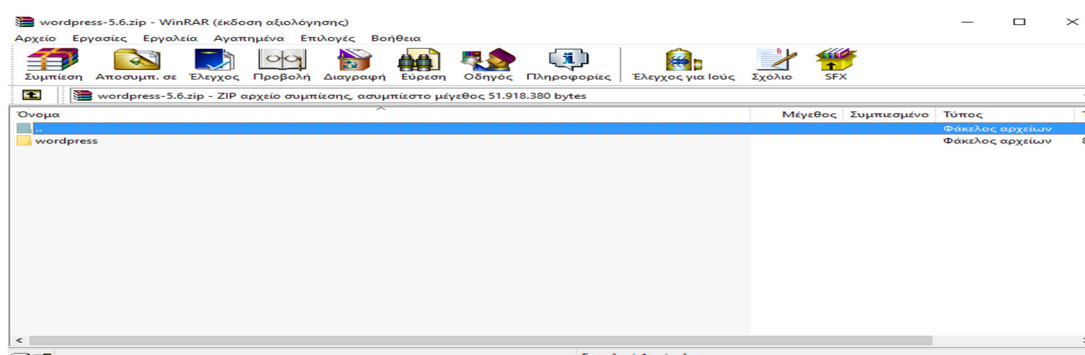 wordpress-5.6.zip - WinRAR (έκδοση αξιολόγησης)
Αρχείο Εργασίες Εργαλεία Αγαπημένα Επιλογές Βοήθεια
Συμπίεση Αποσυμπ. σε Έλεγχος Προβολή Διαγραφή Εύρεση Οδηγός Πληροφορίες Έλεγχος για Ιούς Σχόλιο SFX
wordpress-5.6.zip - ZIP αρχείο συμπίεσης, ασυμπίεστο μέγεθος 51.918.380 bytes
Όνομα Μέγεθος Συμπιεσμένο Τύπος
.. Φάκελος αρχείων
wordpress Φάκελος αρχείων